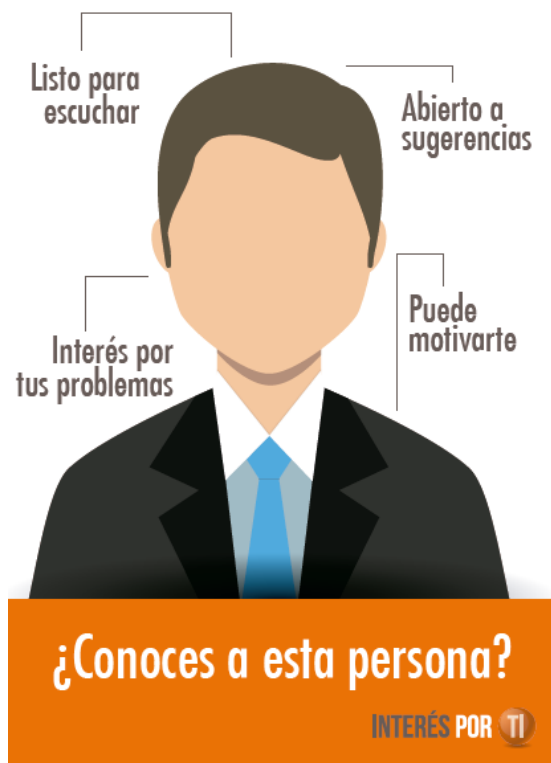 Listo para
escuchar
Abierto a
sugerencias
Interés por
tus problemas
Puede
motivarte
¿Conoces a esta persona?
INTERÉS POR TI